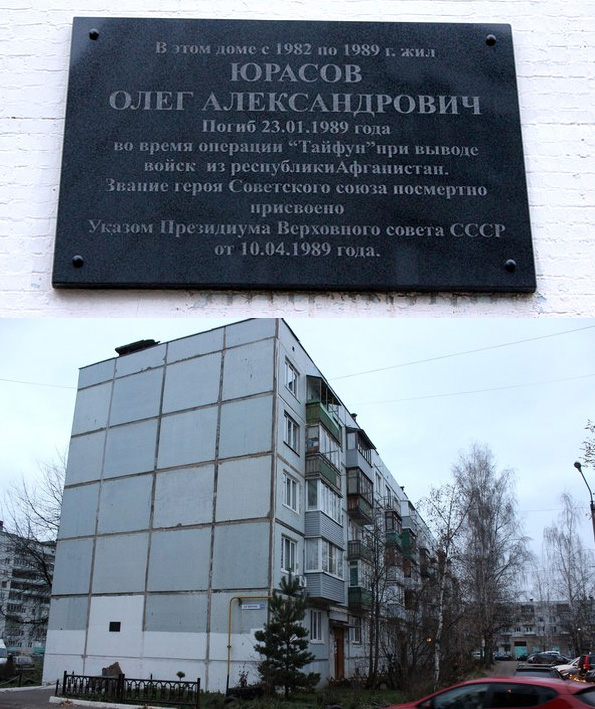 В этом доме с 1982 по 1989 г. жил
ЮРАСОВ
ОЛЕГ АЛЕКСАНДРОВИЧ
Погиб 23.01.1989 года
во время операции “Тайфун”при выводе
войск из республикиАфганистан.
Звание героя Советского союза посмертно
присвоено
Указом Президиума Верховного совета СССР
от 10.04.1989 года.